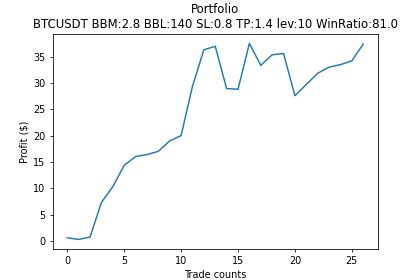 Portfolio
BTCUSDT BBM:2.8 BBL:140 SL:0.8 TP:1.4 lev:10 WinRatio:81.0
35
30
25
20
15
10
5
0
Profit ($)
0 5 10 15 20 25
Trade counts